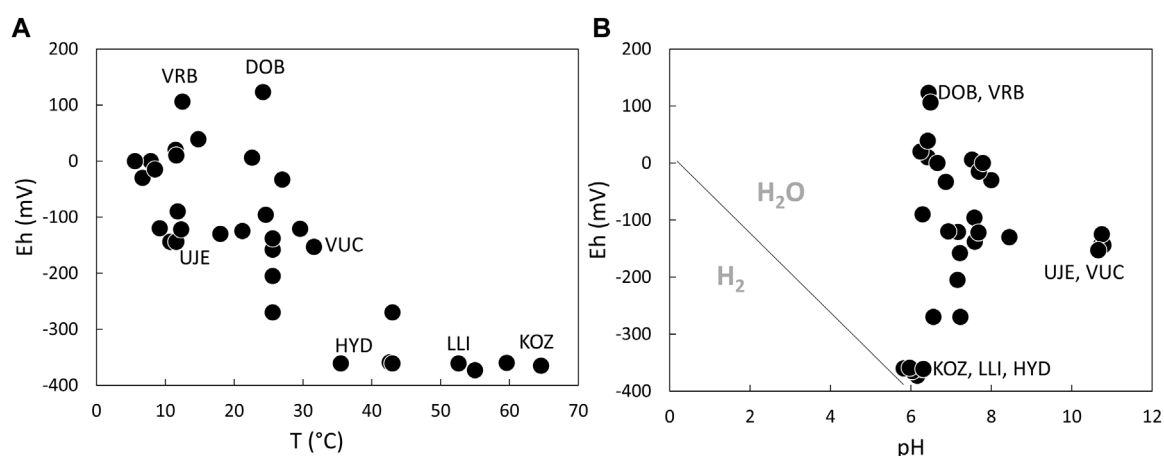 A
Eh (mV)
200
100
0
-100
-200
-300
-400
0 10 20 30 40 50 60 70
T (°C)
VRB
DOB
UJE
VUC
HYD
LLI
KOZ
B
Eh (mV)
200
100
0
-100
-200
-300
-400
0 2 4 6 8 10 12
pH
DOB, VRB
H₂O
H₂
UJE, VUC
KOZ, LLI, HYD